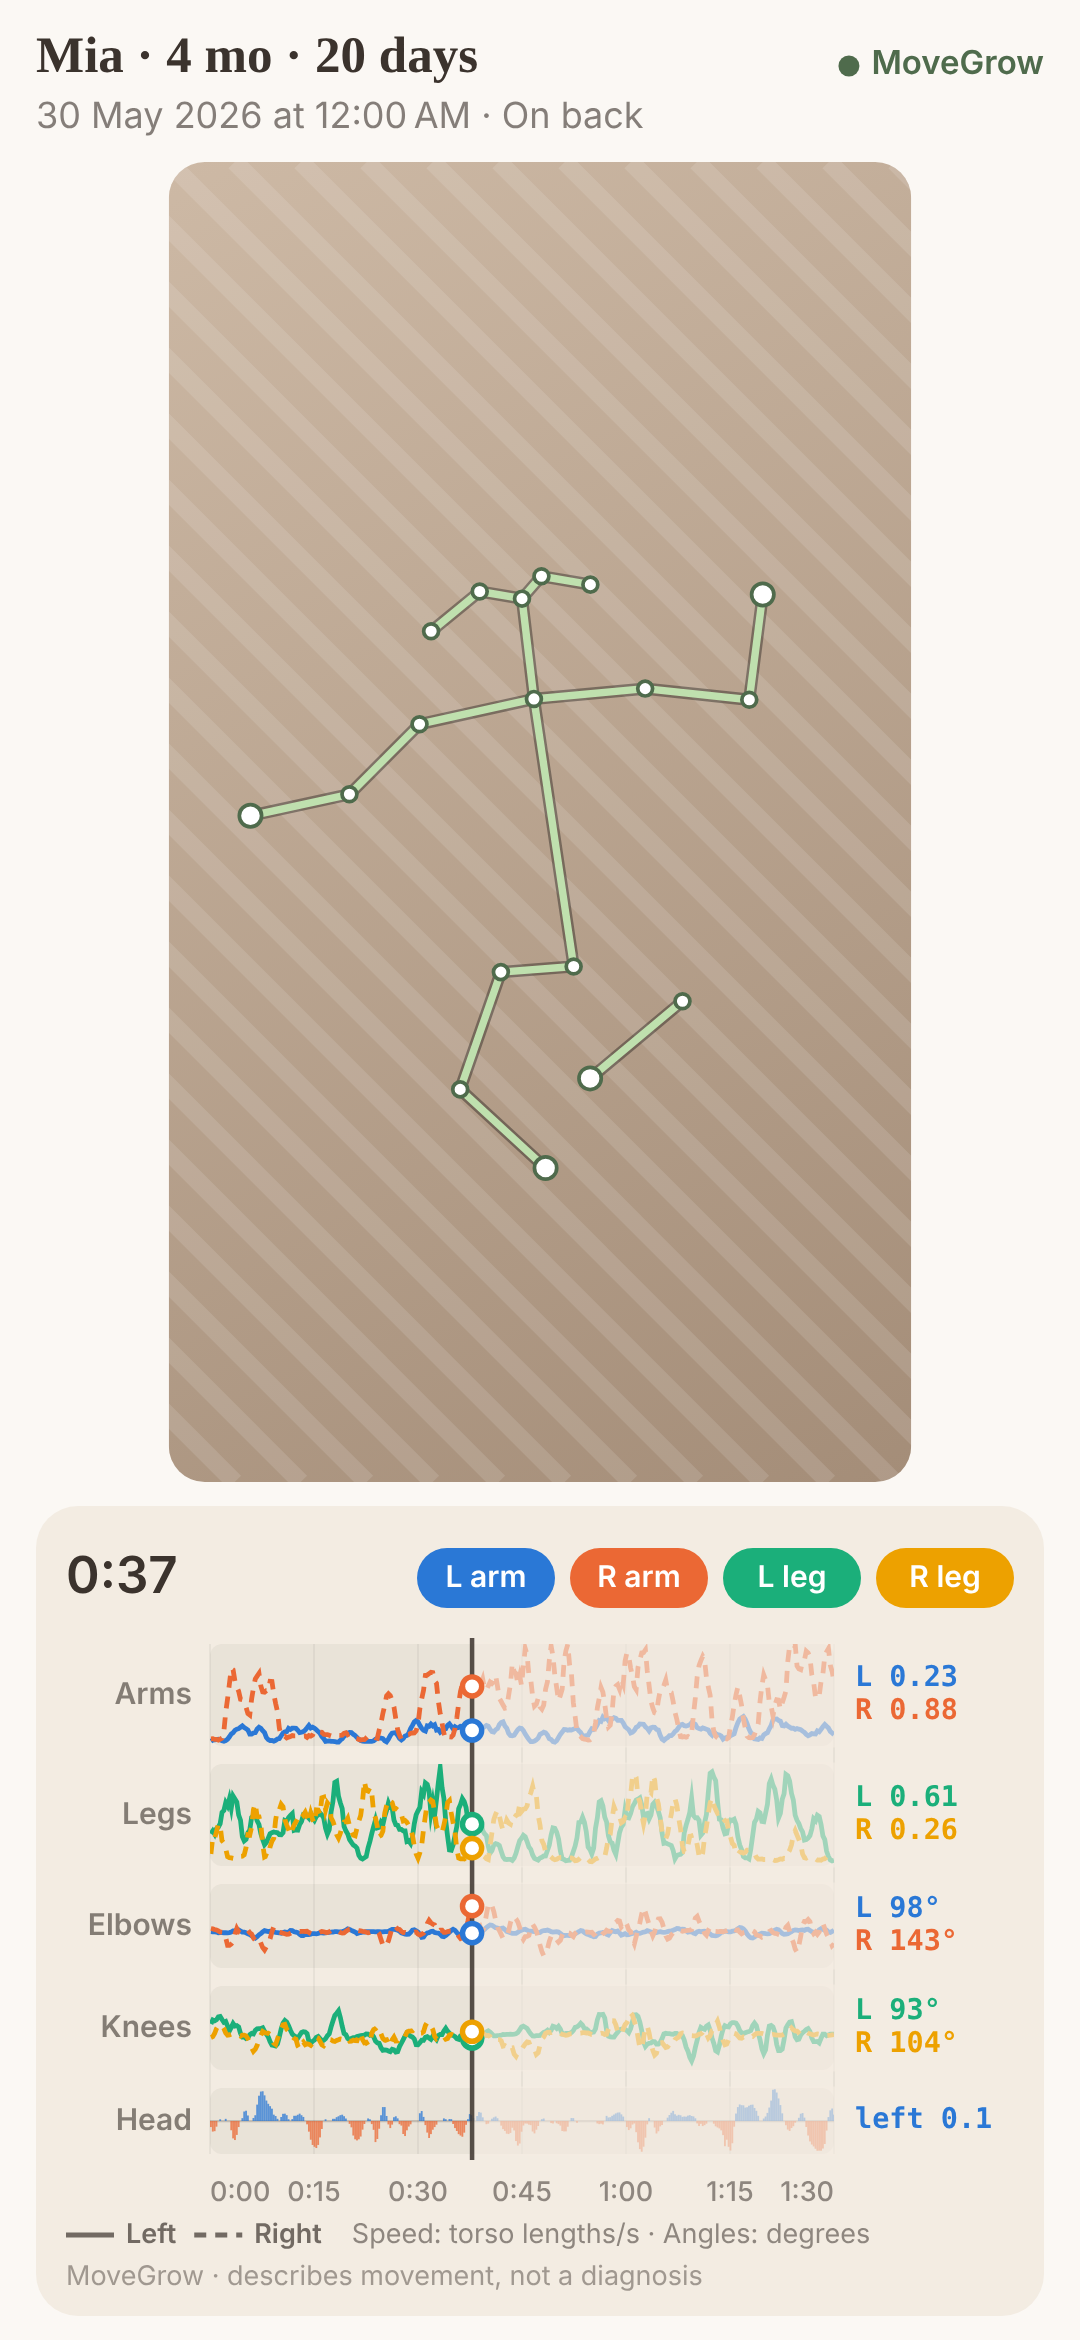 Mia · 4 mo · 20 days
MoveGrow
30 May 2026 at 12:00 AM · On back
0:37
L arm
R arm
L leg
R leg
Arms
L 0.23
R 0.88
Legs
L 0.61
R 0.26
Elbows
L 98°
R 143°
Knees
L 93°
R 104°
Head
left 0.1
0:00 0:15 0:30 0:45 1:00 1:15 1:30
Left Right Speed: torso lengths/s · Angles: degrees
MoveGrow · describes movement, not a diagnosis